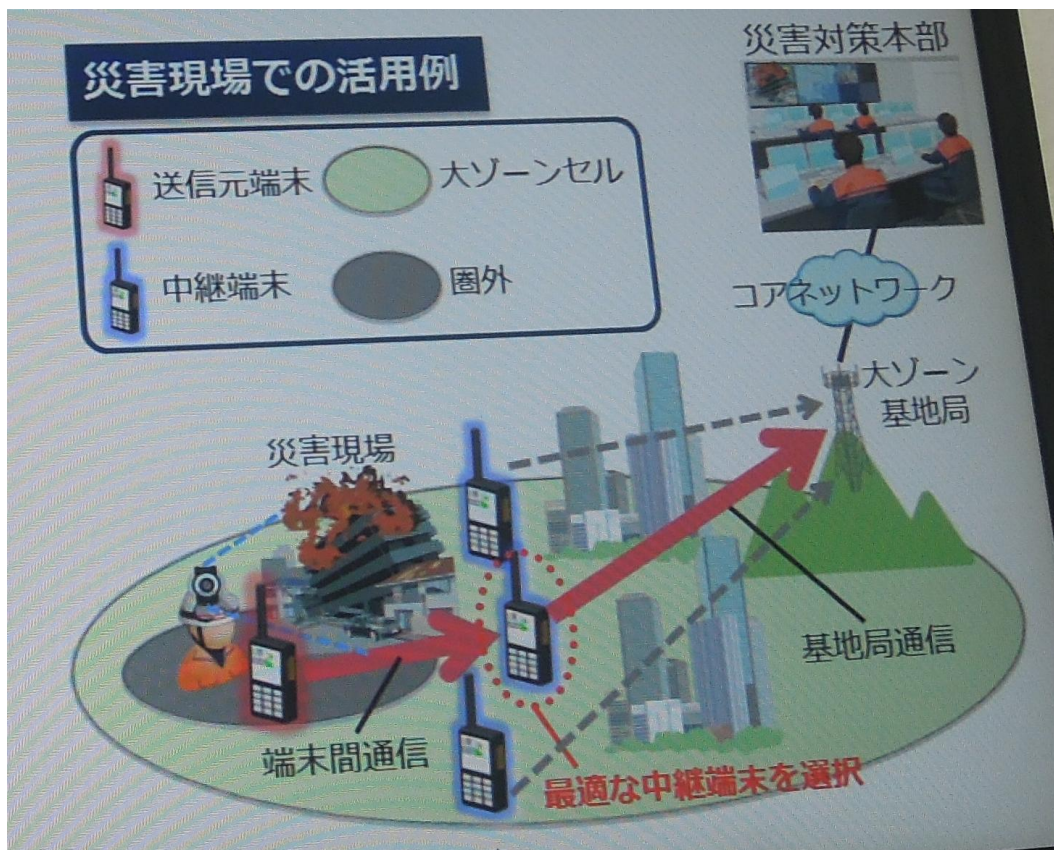 災害現場での活用例
災害対策本部
送信元端末
大ゾーンセル
中継端末
圏外
コアネットワーク
大ゾーン
基地局
災害現場
基地局通信
端末間通信
最適な中継端末を選択